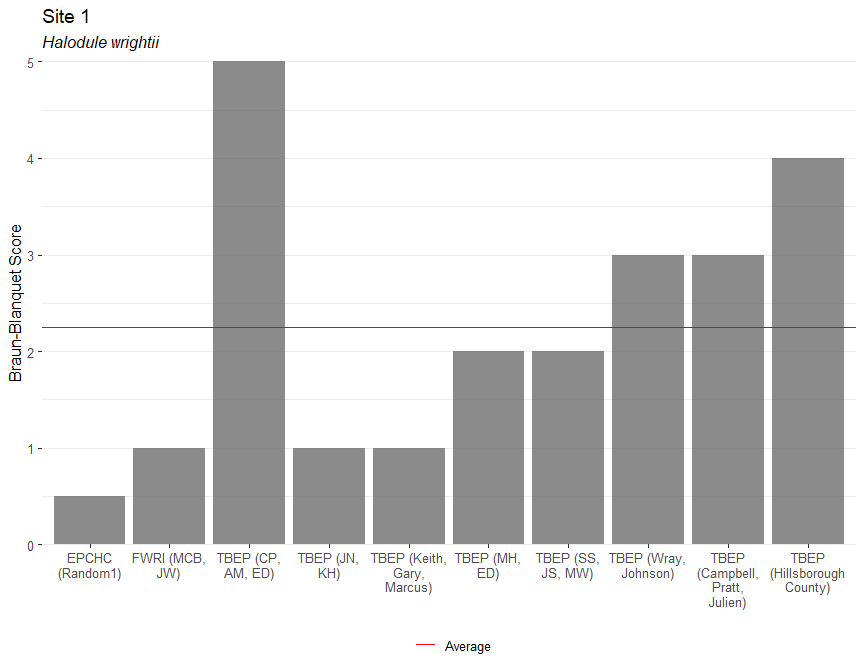 Site 1
Halodule wrightii
Braun-Blanquet Score
5
4
3
2
1
0
EPCHC
(Random1)
FWRI (MCB,
JW)
TBEP (CP,
AM, ED)
TBEP (JN,
KH)
TBEP (Keith,
Gary,
Marcus)
TBEP (MH,
ED)
TBEP (SS,
JS, MW)
TBEP (Wray,
Johnson)
TBEP
(Campbell,
Pratt,
Julien)
TBEP
(Hillsborough
County)
Average